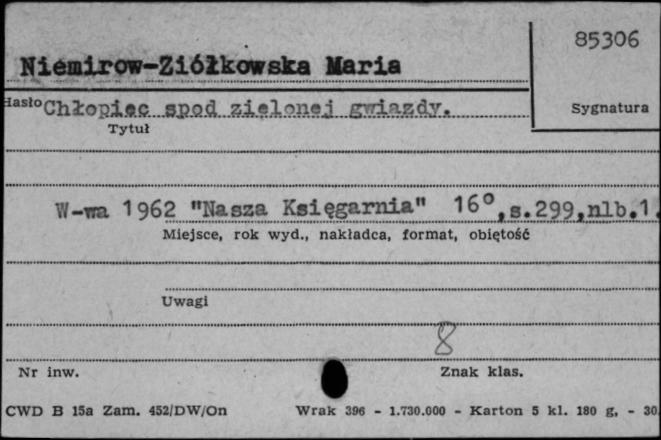 85306
Niemirow-Ziółkowska Maria
Hasło Chłopiec spod zielonej gwiazdy.
Sygnatura
Tytuł
W-wa 1962 "Nasza Księgarnia" 16°, s.299, nlb.1.
Miejsce, rok wyd., nakładca, format, obiętość
Uwagi
8
Nr inw.
Znak klas.
CWD B 15a Zam. 452/DW/On Wrak 396 - 1.730.000 - Karton 5 kl. 180 g, - 30.